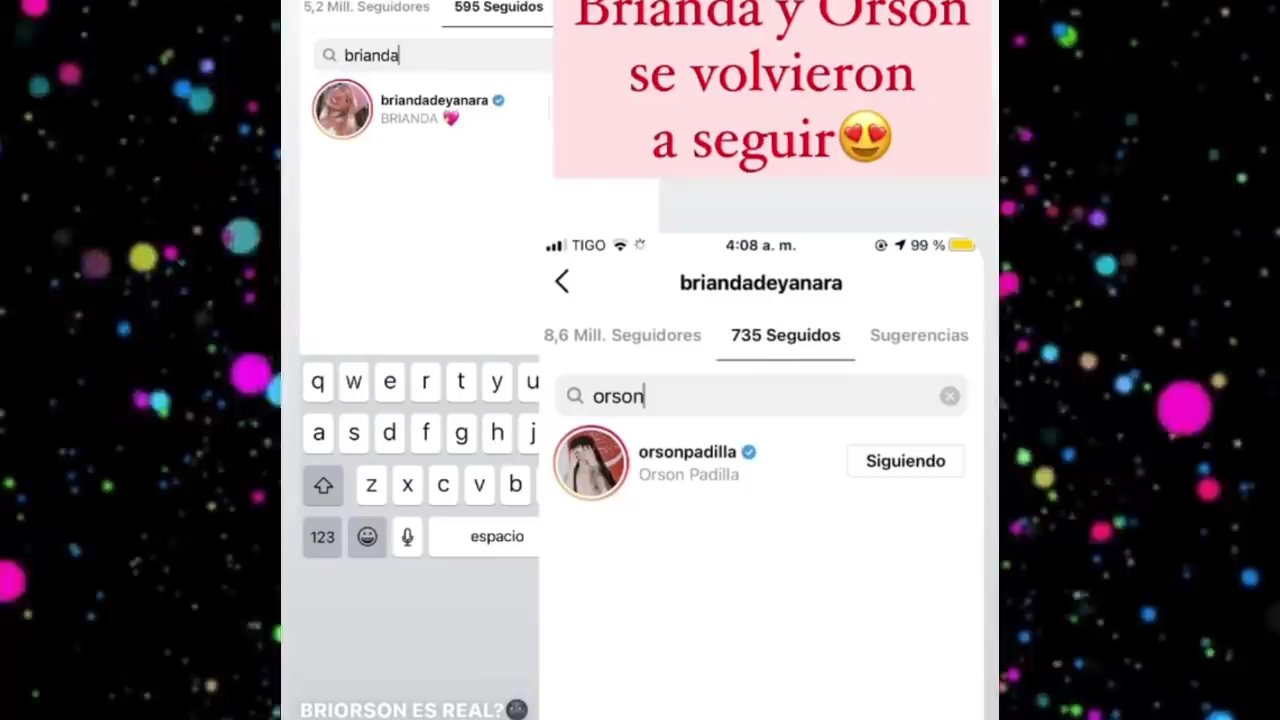 5,2 Mill. Seguidores 595 Seguidos
brianda
briandadeyanara
BRIANDA 💖
Brianda y Orson
se volvieron
a seguir😍
TIGO 4:08 a. m. 99 %
briandadeyanara
8,6 Mill. Seguidores 735 Seguidos Sugerencias
orson
orsonpadilla
Orson Padilla
Siguiendo
q w e r t y u
a s d f g h j
z x c v b
123 espacio
BRIORSON ES REAL?🌚